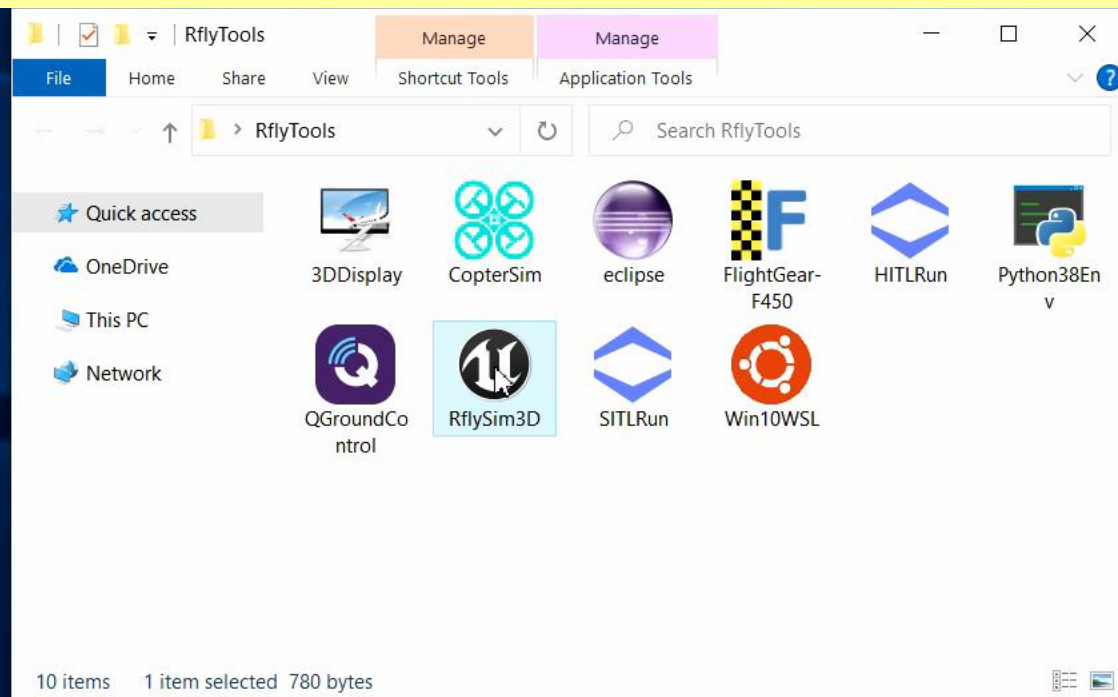 RflyTools
Manage
Manage
File
Home
Share
View
Shortcut Tools
Application Tools
?
RflyTools
Search RflyTools
Quick access
OneDrive
This PC
Network
3DDisplay
CopterSim
eclipse
FlightGear-
F450
HITLRun
Python38En
v
QGroundCo
ntrol
RflySim3D
SITLRun
Win10WSL
10 items
1 item selected
780 bytes